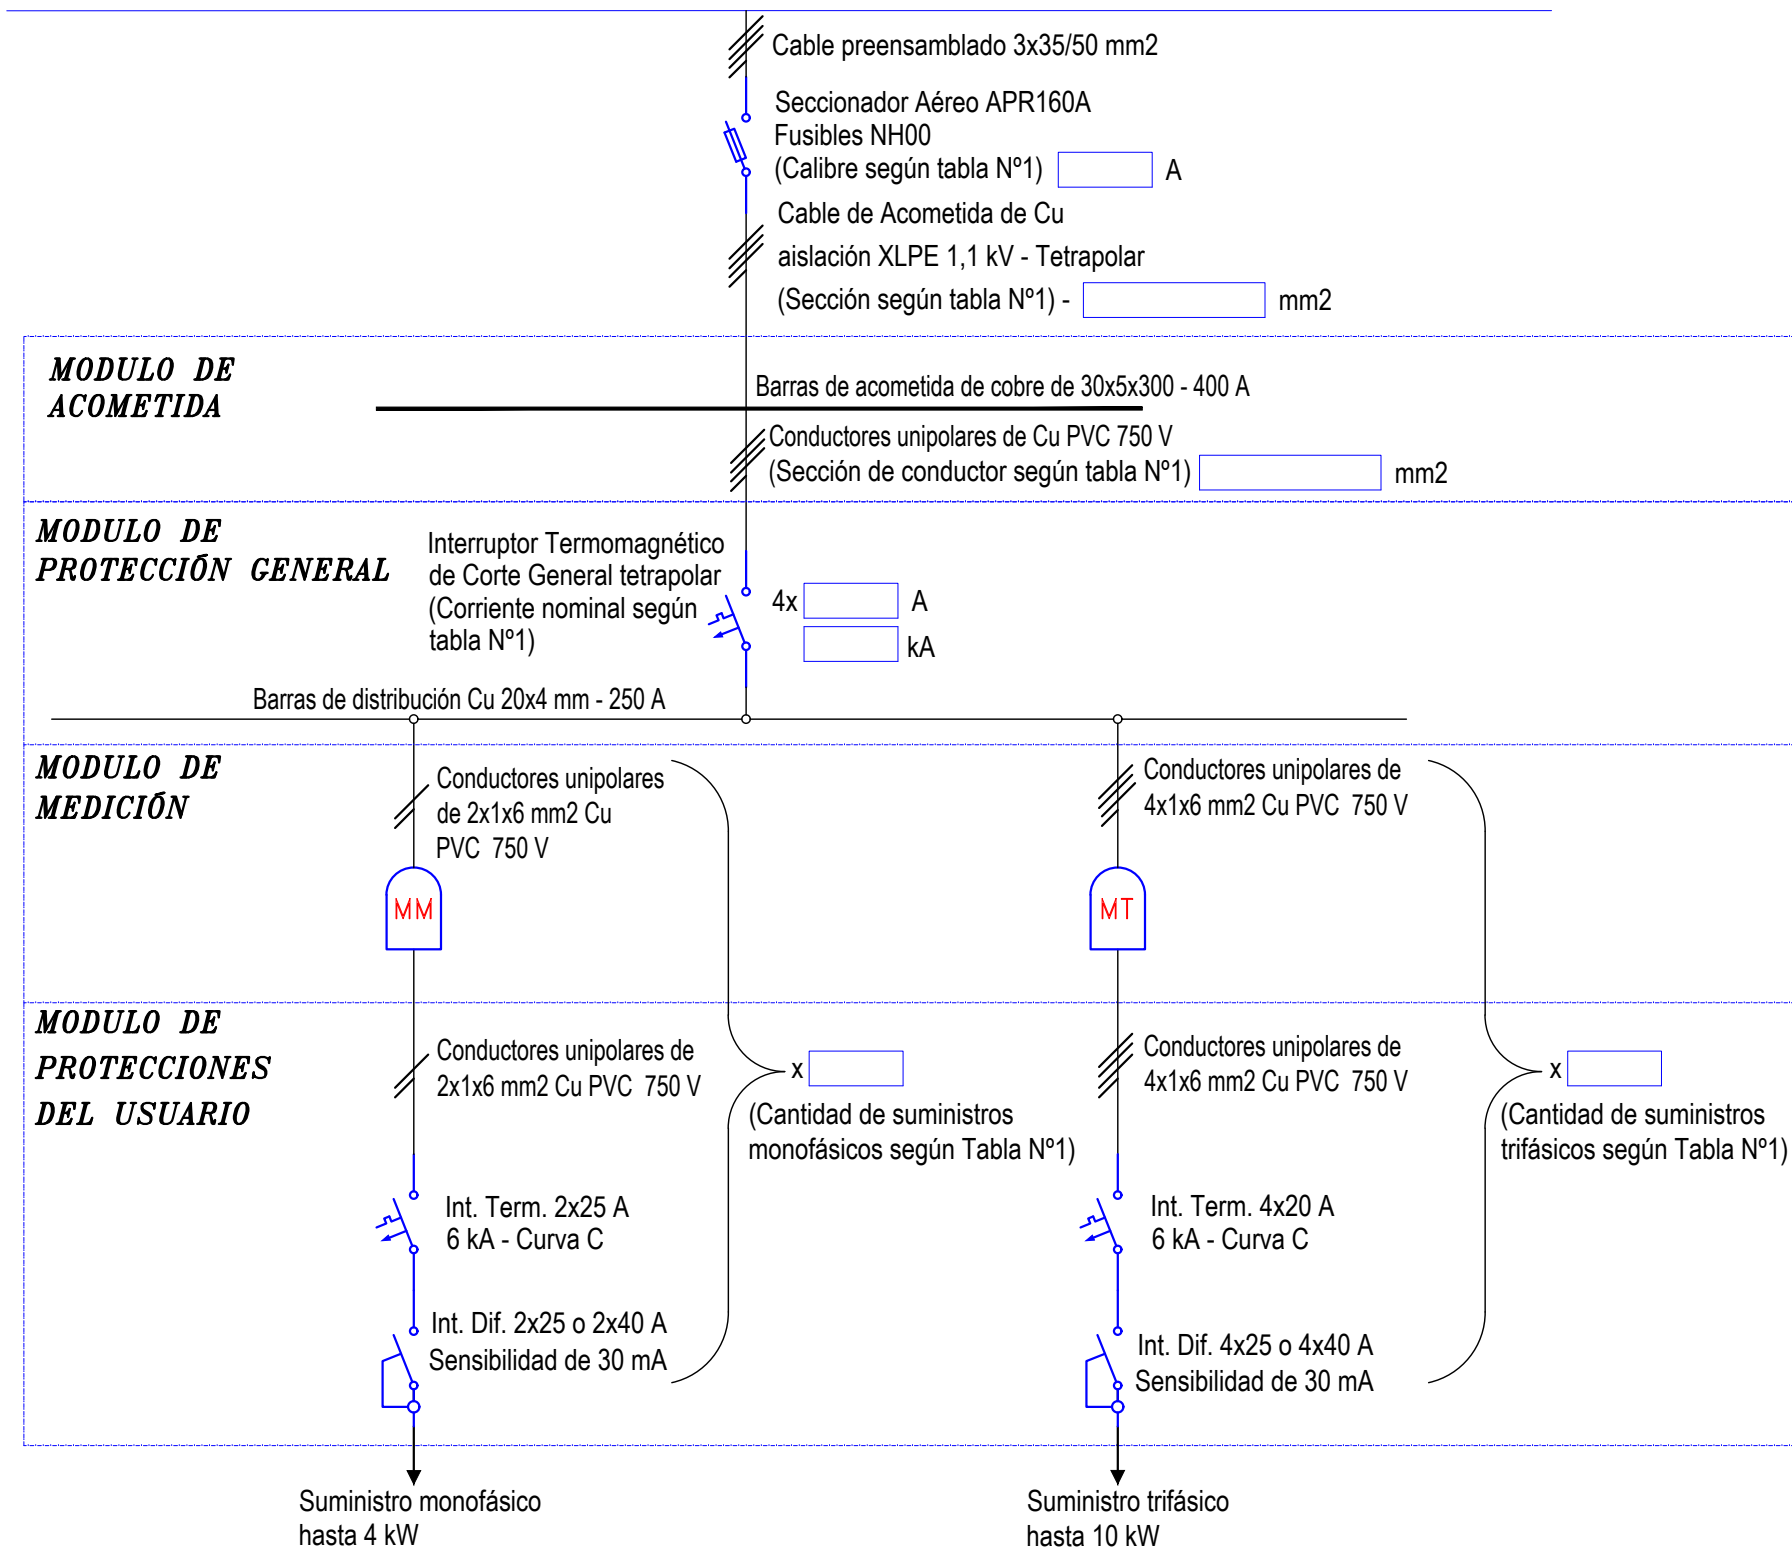 Cable preensamblado 3x35/50 mm2
Seccionador Aéreo APR160A
Fusibles NH00
(Calibre según tabla Nº1) A
Cable de Acometida de Cu
aislación XLPE 1,1 kV - Tetrapolar
(Sección según tabla Nº1) - mm2
MODULO DE
ACOMETIDA
Barras de acometida de cobre de 30x5x300 - 400 A
Conductores unipolares de Cu PVC 750 V
(Sección de conductor según tabla Nº1) mm2
MODULO DE
PROTECCIÓN GENERAL
Interruptor Termomagnético
de Corte General tetrapolar
(Corriente nominal según
tabla Nº1)
4x A
kA
Barras de distribución Cu 20x4 mm - 250 A
MODULO DE
MEDICIÓN
Conductores unipolares
de 2x1x6 mm2 Cu
PVC 750 V
Conductores unipolares de
4x1x6 mm2 Cu PVC 750 V
MM
MT
MODULO DE
PROTECCIONES
DEL USUARIO
Conductores unipolares de
2x1x6 mm2 Cu PVC 750 V
x
(Cantidad de suministros
monofásicos según Tabla Nº1)
Conductores unipolares de
4x1x6 mm2 Cu PVC 750 V
x
(Cantidad de suministros
trifásicos según Tabla Nº1)
Int. Term. 2x25 A
6 kA - Curva C
Int. Term. 4x20 A
6 kA - Curva C
Int. Dif. 2x25 o 2x40 A
Sensibilidad de 30 mA
Int. Dif. 4x25 o 4x40 A
Sensibilidad de 30 mA
Suministro monofásico
hasta 4 kW
Suministro trifásico
hasta 10 kW